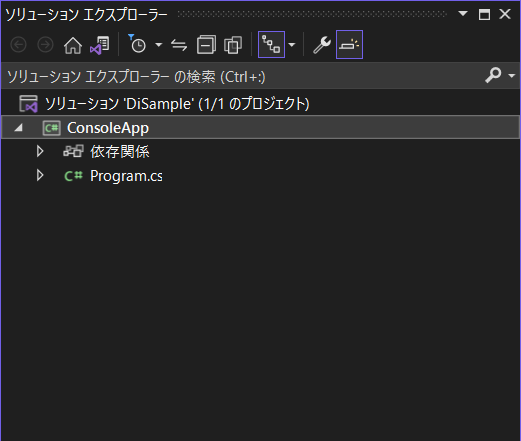 ソリューション エクスプローラー
ソリューション エクスプローラー の検索 (Ctrl+:)
ソリューション 'DiSample' (1/1 のプロジェクト)
C# ConsoleApp
依存関係
C# Program.cs